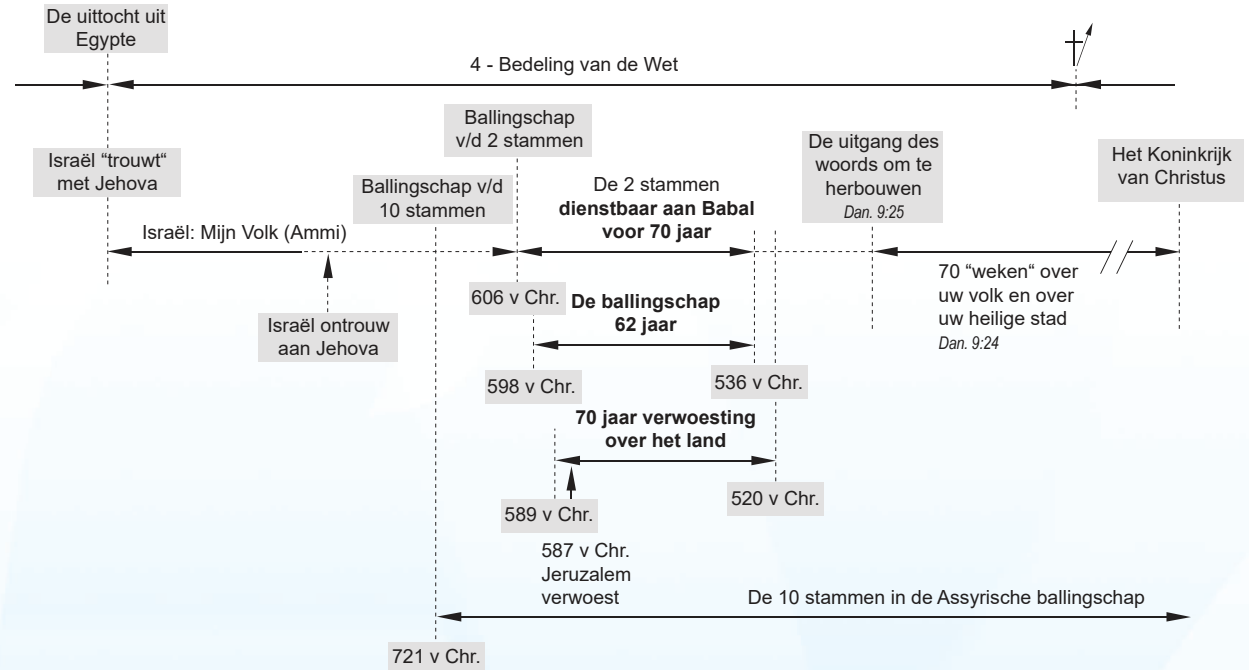 De uittocht uit
Egypte
4 - Bedeling van de Wet
Israël “trouwt“
met Jehova
Ballingschap v/d
10 stammen
Ballingschap
v/d 2 stammen
De 2 stammen
dienstbaar aan Babal
voor 70 jaar
De uitgang des
woords om te
herbouwen
Dan. 9:25
Het Koninkrijk
van Christus
Israël: Mijn Volk (Ammi)
Israël ontrouw
aan Jehova
606 v Chr.
De ballingschap
62 jaar
70 “weken“ over
uw volk en over
uw heilige stad
Dan. 9:24
598 v Chr.
536 v Chr.
70 jaar verwoesting
over het land
589 v Chr.
520 v Chr.
587 v Chr.
Jeruzalem
verwoest
De 10 stammen in de Assyrische ballingschap
721 v Chr.